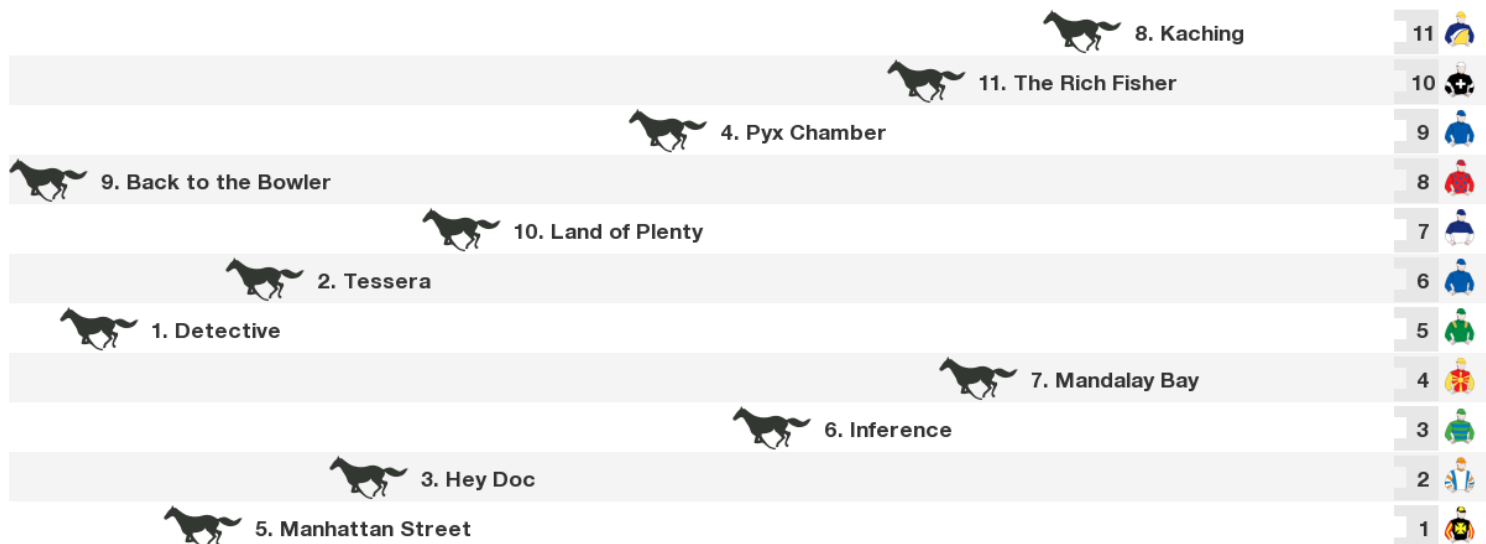 8. Kaching 11
11. The Rich Fisher 10
4. Pyx Chamber 9
9. Back to the Bowler 8
10. Land of Plenty 7
2. Tessera 6
1. Detective 5
7. Mandalay Bay 4
6. Inference 3
3. Hey Doc 2
5. Manhattan Street 1